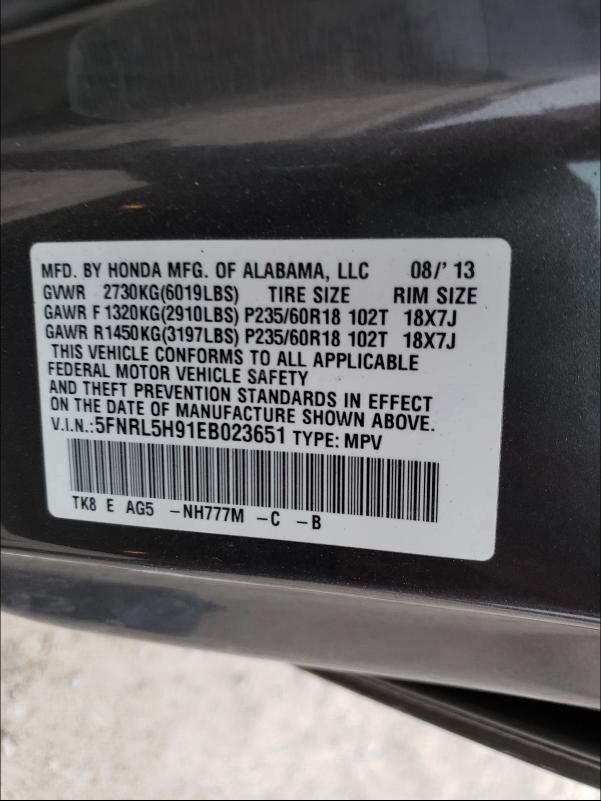 MFD. BY HONDA MFG. OF ALABAMA, LLC 08/' 13
GVWR 2730KG(6019LBS) TIRE SIZE RIM SIZE
GAWR F 1320KG(2910LBS) P235/60R18 102T 18X7J
GAWR R1450KG(3197LBS) P235/60R18 102T 18X7J
THIS VEHICLE CONFORMS TO ALL APPLICABLE
FEDERAL MOTOR VEHICLE SAFETY
AND THEFT PREVENTION STANDARDS IN EFFECT
ON THE DATE OF MANUFACTURE SHOWN ABOVE.
V.I.N.:5FNRL5H91EB023651 TYPE: MPV
TK8 E AG5 -NH777M -C -B